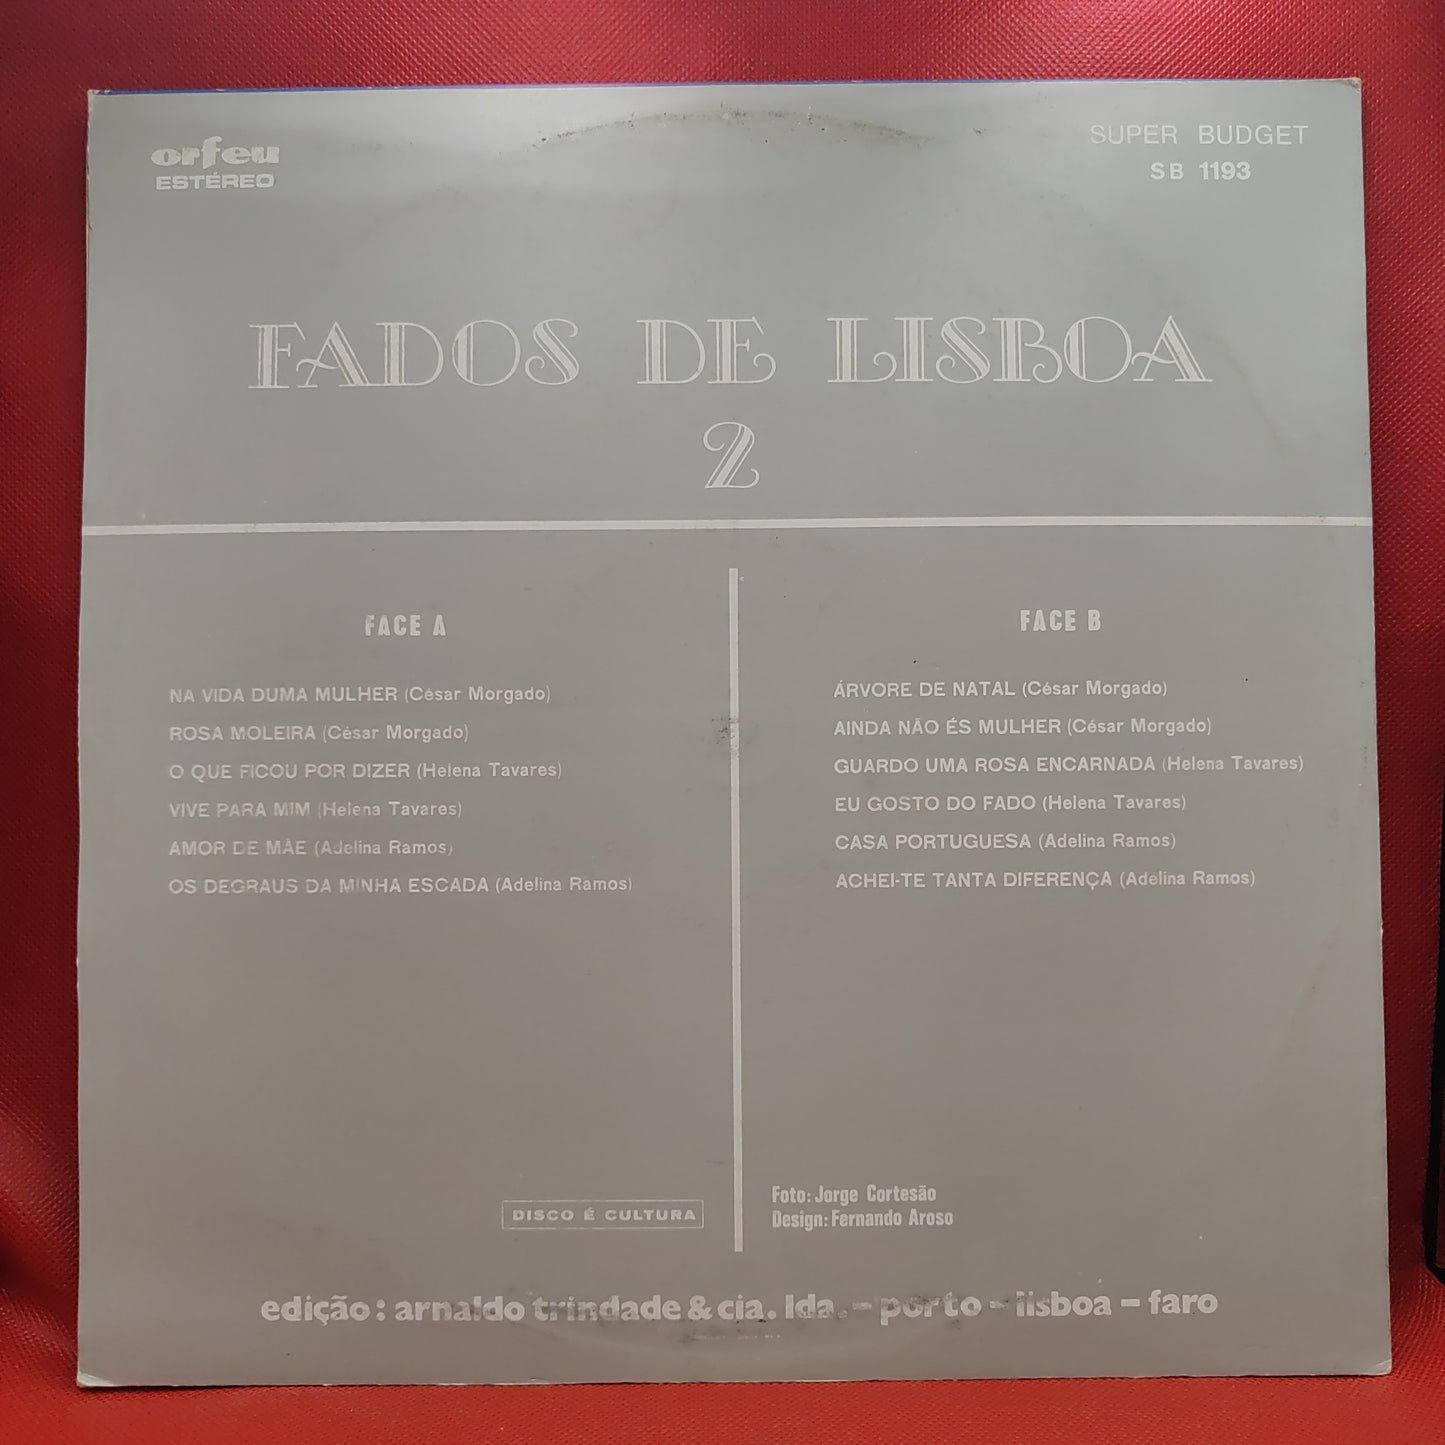 orfeu
ESTÉREO
SUPER BUDGET
SB 1193
FADOS DE LISBOA
2
FACE A
NA VIDA DUMA MULHER (César Morgado)
ROSA MOLEIRA (César Morgado)
O QUE FICOU POR DIZER (Helena Tavares)
VIVE PARA MIM (Helena Tavares)
AMOR DE MÃE (Adelina Ramos)
OS DEGRAUS DA MINHA ESCADA (Adelina Ramos)
FACE B
ÁRVORE DE NATAL (César Morgado)
AINDA NÃO ÉS MULHER (César Morgado)
GUARDO UMA ROSA ENCARNADA (Helena Tavares)
EU GOSTO DO FADO (Helena Tavares)
CASA PORTUGUESA (Adelina Ramos)
ACHEI-TE TANTA DIFERENÇA (Adelina Ramos)
DISCO É CULTURA
Foto: Jorge Cortesão
Design: Fernando Aroso
edição: arnaldo trindade & cia. lda. – porto – lisboa – faro